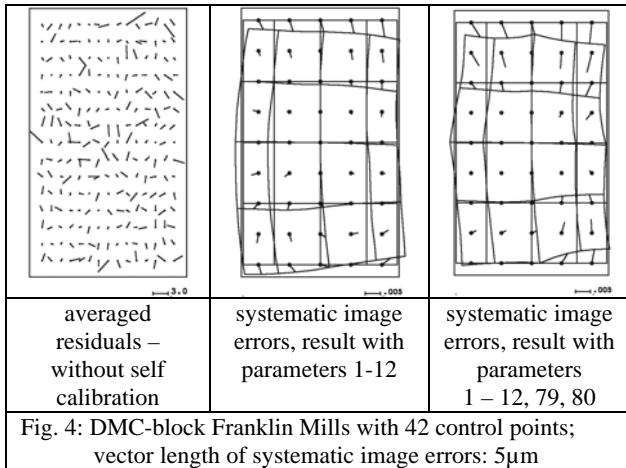 3.0
.005
.005
averaged
residuals –
without self
calibration
systematic image
errors, result with
parameters 1-12
systematic image
errors, result with
parameters
1 – 12, 79, 80
Fig. 4: DMC-block Franklin Mills with 42 control points;
vector length of systematic image errors: 5µm